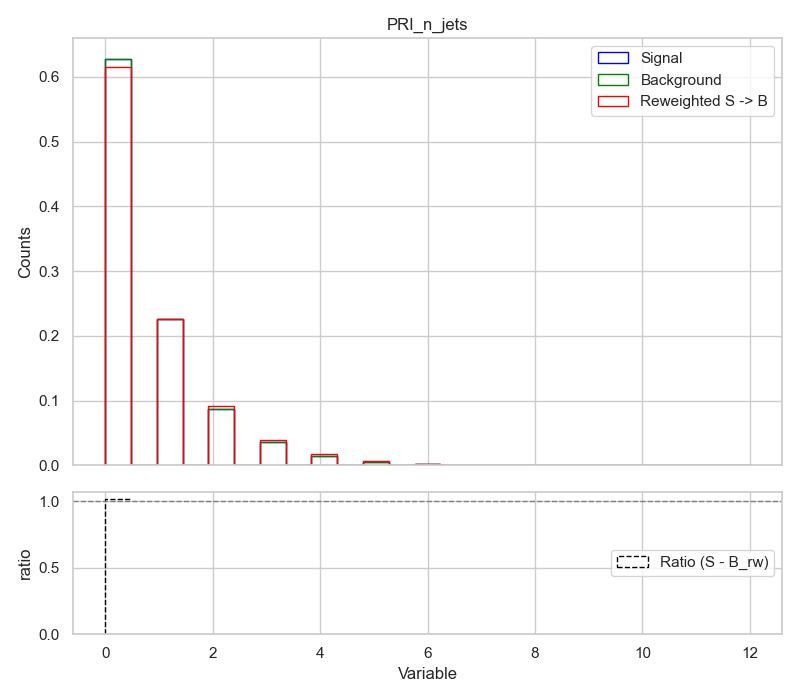 PRI_n_jets
Signal
Background
Reweighted S -> B
0.6
0.5
0.4
0.3
0.2
0.1
0.0
Counts
1.0
0.5
0.0
ratio
Ratio (S - B_rw)
0 2 4 6 8 10 12
Variable